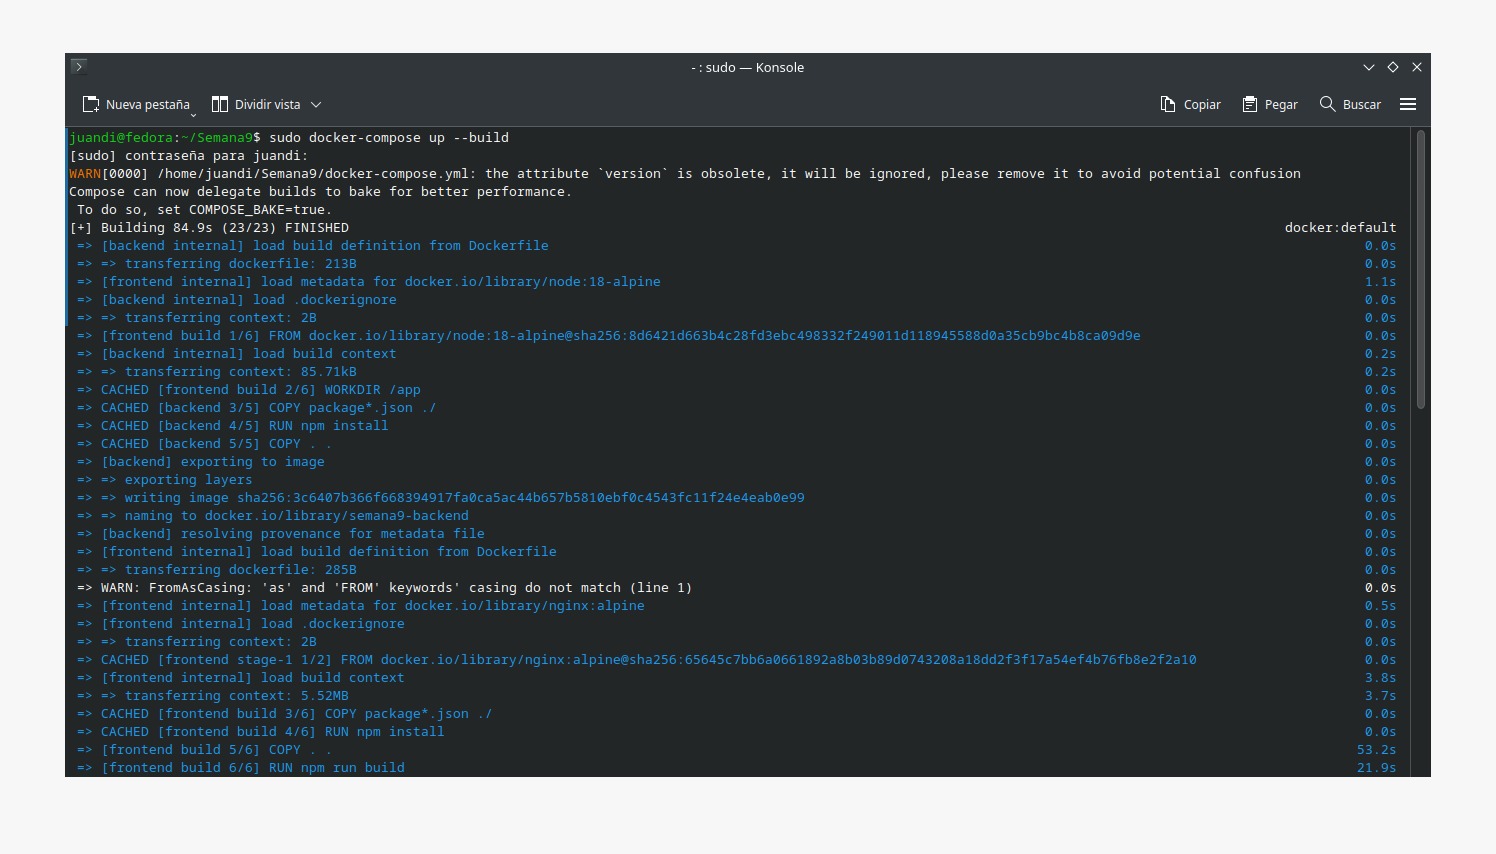 - : sudo — Konsole
Nueva pestaña Dividir vista Copiar Pegar Buscar
juandi@fedora:~/Semana9$ sudo docker-compose up --build
[sudo] contraseña para juandi:
WARN[0000] /home/juandi/Semana9/docker-compose.yml: the attribute `version` is obsolete, it will be ignored, please remove it to avoid potential confusion
Compose can now delegate builds to bake for better performance.
To do so, set COMPOSE_BAKE=true.
[+] Building 84.9s (23/23) FINISHED docker:default
=> [backend internal] load build definition from Dockerfile 0.0s
=> => transferring dockerfile: 213B 0.0s
=> [frontend internal] load metadata for docker.io/library/node:18-alpine 1.1s
=> [backend internal] load .dockerignore 0.0s
=> => transferring context: 2B 0.0s
=> [frontend build 1/6] FROM docker.io/library/node:18-alpine@sha256:8d6421d663b4c28fd3ebc498332f249011d118945588d0a35cb9bc4b8ca09d9e 0.0s
=> [backend internal] load build context 0.2s
=> => transferring context: 85.71kB 0.2s
=> CACHED [frontend build 2/6] WORKDIR /app 0.0s
=> CACHED [backend 3/5] COPY package*.json ./ 0.0s
=> CACHED [backend 4/5] RUN npm install 0.0s
=> CACHED [backend 5/5] COPY . . 0.0s
=> [backend] exporting to image 0.0s
=> => exporting layers 0.0s
=> => writing image sha256:3c6407b366f668394917fa0ca5ac44b657b5810ebf0c4543fc11f24e4eab0e99 0.0s
=> => naming to docker.io/library/semana9-backend 0.0s
=> [backend] resolving provenance for metadata file 0.0s
=> [frontend internal] load build definition from Dockerfile 0.0s
=> => transferring dockerfile: 285B 0.0s
=> WARN: FromAsCasing: 'as' and 'FROM' keywords' casing do not match (line 1) 0.0s
=> [frontend internal] load metadata for docker.io/library/nginx:alpine 0.5s
=> [frontend internal] load .dockerignore 0.0s
=> => transferring context: 2B 0.0s
=> CACHED [frontend stage-1 1/2] FROM docker.io/library/nginx:alpine@sha256:65645c7bb6a0661892a8b03b89d0743208a18dd2f3f17a54ef4b76fb8e2f2a10 0.0s
=> [frontend internal] load build context 3.8s
=> => transferring context: 5.52MB 3.7s
=> CACHED [frontend build 3/6] COPY package*.json ./ 0.0s
=> CACHED [frontend build 4/6] RUN npm install 0.0s
=> [frontend build 5/6] COPY . . 53.2s
=> [frontend build 6/6] RUN npm run build 21.9s